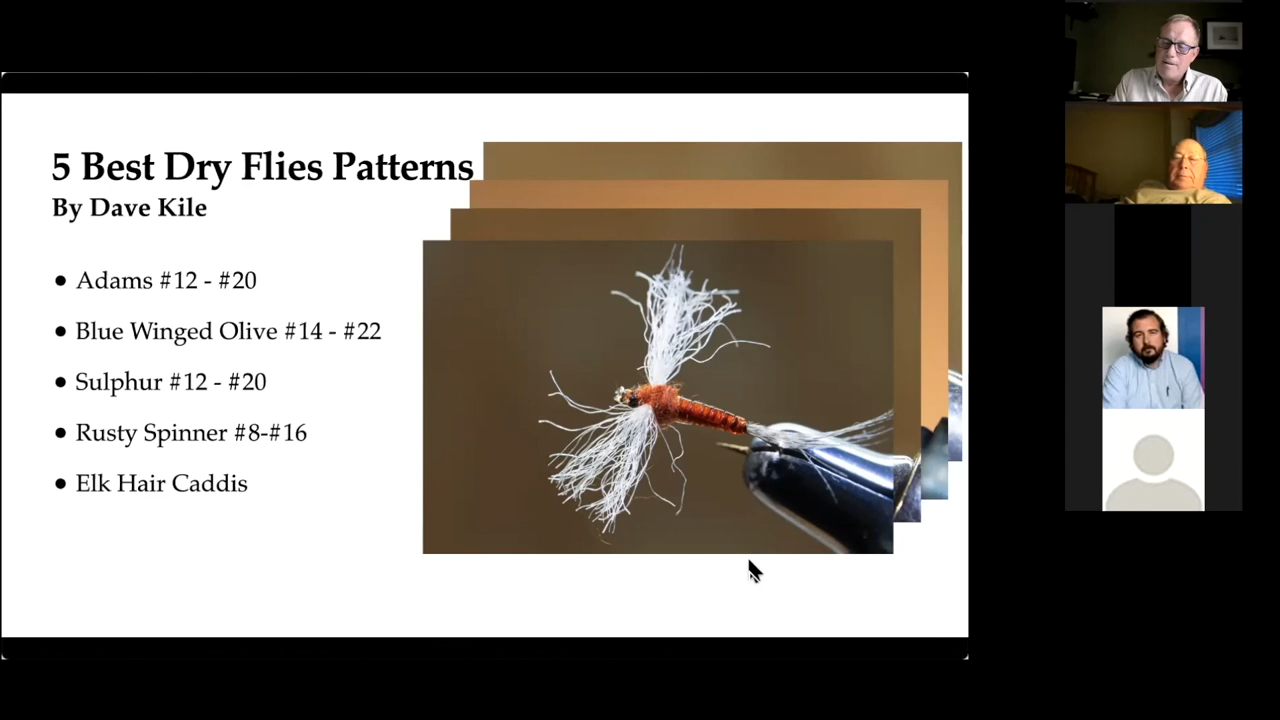 5 Best Dry Flies Patterns
By Dave Kile
• Adams #12 - #20
• Blue Winged Olive #14 - #22
• Sulphur #12 - #20
• Rusty Spinner #8-#16
• Elk Hair Caddis